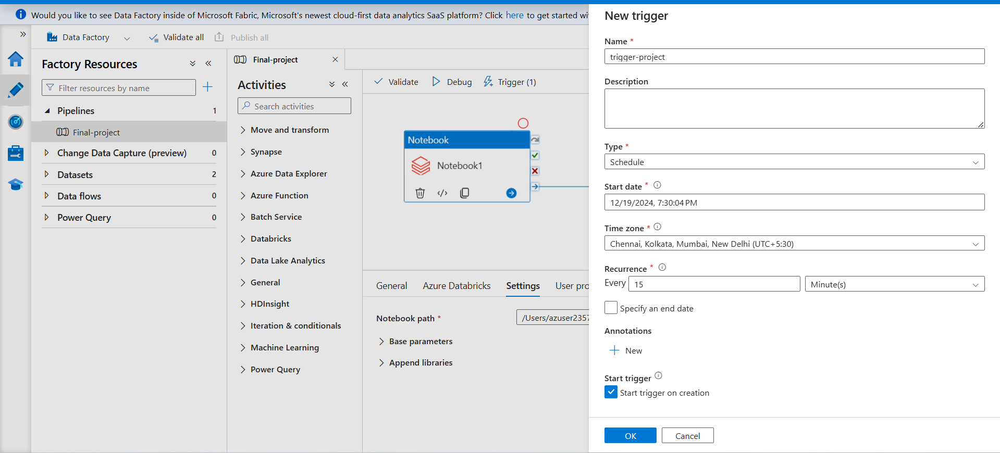 Would you like to see Data Factory inside of Microsoft Fabric, Microsoft's newest cloud-first data analytics SaaS platform? Click here to get started
Data Factory
Validate all
Publish all
Factory Resources
Filter resources by name
Pipelines 1
Final-project
Change Data Capture (preview) 0
Datasets 2
Data flows 0
Power Query 0
Final-project
Activities
Search activities
Move and transform
Synapse
Azure Data Explorer
Azure Function
Batch Service
Databricks
Data Lake Analytics
General
HDInsight
Iteration & conditionals
Machine Learning
Power Query
Validate
Debug
Trigger (1)
Notebook
Notebook1
General
Azure Databricks
Settings
User pro
Notebook path *
/Users/azuser2357
Base parameters
Append libraries
New trigger
Name *
trigger-project
Description
Type *
Schedule
Start date *
12/19/2024, 7:30:04 PM
Time zone *
Chennai, Kolkata, Mumbai, New Delhi (UTC+5:30)
Recurrence *
Every 15 Minute(s)
Specify an end date
Annotations
New
Start trigger
Start trigger on creation
OK
Cancel